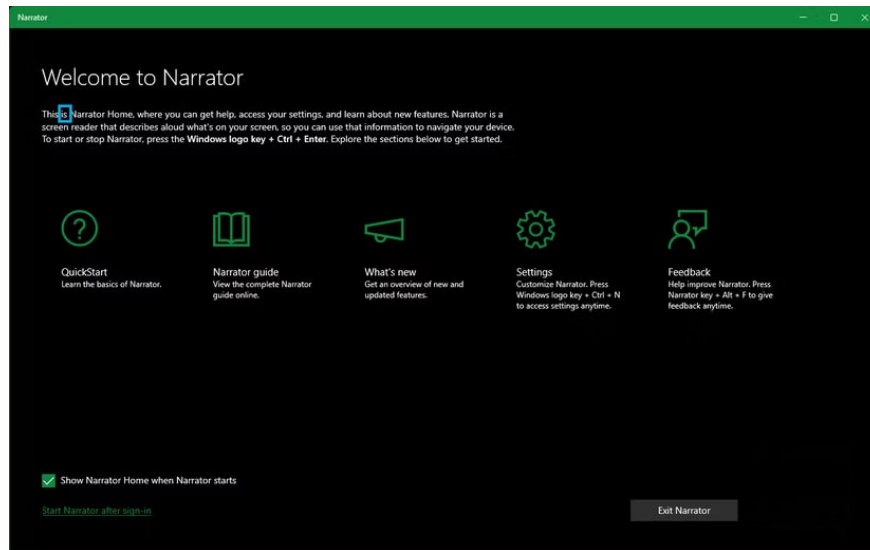 Narrator
Welcome to Narrator
This is Narrator Home, where you can get help, access your settings, and learn about new features. Narrator is a
screen reader that describes aloud what's on your screen, so you can use that information to navigate your device.
To start or stop Narrator, press the Windows logo key + Ctrl + Enter. Explore the sections below to get started.
QuickStart
Learn the basics of Narrator.
Narrator guide
View the complete Narrator
guide online.
What's new
Get an overview of new and
updated features.
Settings
Customize Narrator. Press
Windows logo key + Ctrl + N
to access settings anytime.
Feedback
Help improve Narrator. Press
Narrator key + Alt + F to give
feedback anytime.
Show Narrator Home when Narrator starts
Start Narrator after sign-in
Exit Narrator